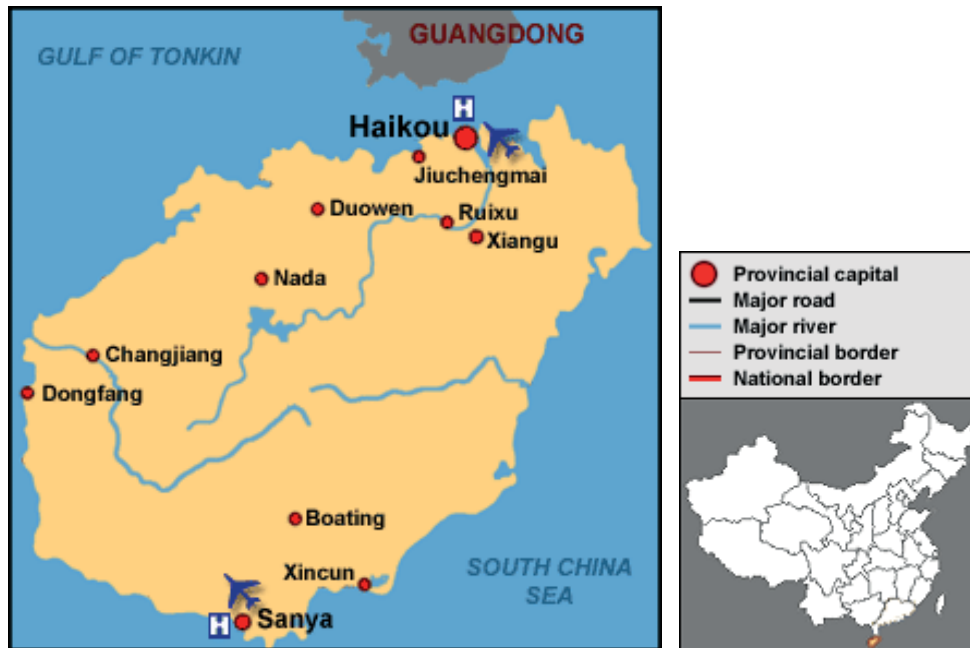 GUANGDONG
GULF OF TONKIN
H
Haikou
Jiuchengmai
Duowen
Ruixu
Xiangu
Nada
Changjiang
Dongfang
Boating
Xincun
SOUTH CHINA
SEA
H
Sanya
Provincial capital
Major road
Major river
Provincial border
National border